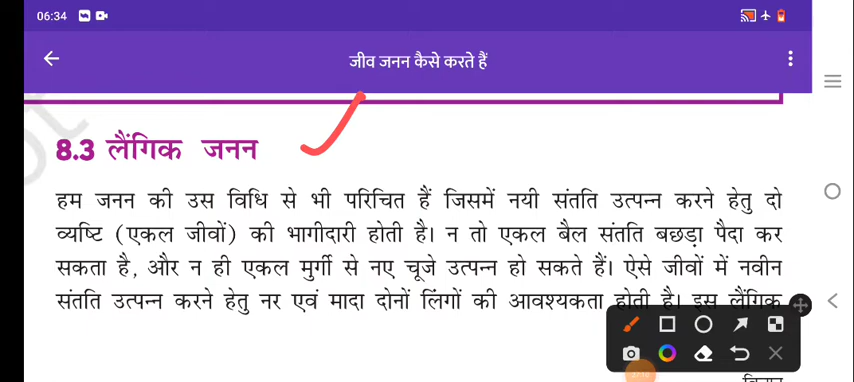 06:34
जीव जनन कैसे करते हैं
8.3 लैंगिक जनन
हम जनन की उस विधि से भी परिचित हैं जिसमें नयी संतति उत्पन्न करने हेतु दो
व्यष्टि (एकल जीवों) की भागीदारी होती है। न तो एकल बैल संतति बछड़ा पैदा कर
सकता है, और न ही एकल मुर्गी से नए चूजे उत्पन्न हो सकते हैं। ऐसे जीवों में नवीन
संतति उत्पन्न करने हेतु नर एवं मादा दोनों लिंगों की आवश्यकता होती है। इस लैंगिक